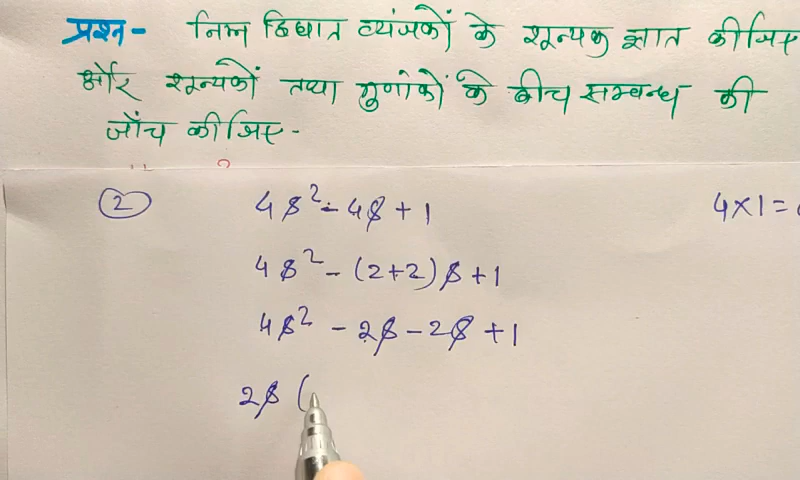 प्रश्न- निम्न द्विघात व्यंजकों के शून्यक ज्ञात कीजिए
और शून्यकों तथा गुणांकों के बीच सम्बन्ध की
जाँच कीजिए-
2 4s² - 4s + 1 4×1=
4s² - (2+2)s + 1
4s² - 2s - 2s + 1
2s (